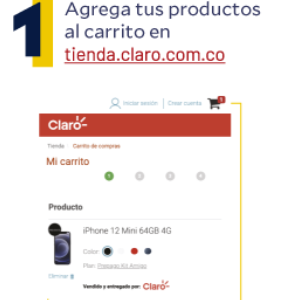 1 Agrega tus productos
al carrito en
tienda.claro.com.co
Iniciar sesión | Crear cuenta
Claro-
Tienda Carrito de compras
Mi carrito
1 2 3 4
Producto
iPhone 12 Mini 64GB 4G
Color:
Plan: Prepago Kit Amigo
Eliminar
Vendido y entregado por: Claro-